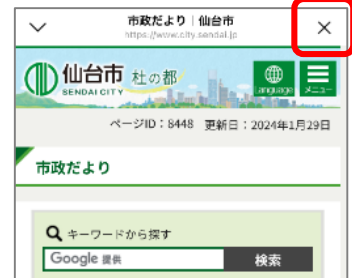 市政だより｜仙台市
https://www.city.sendai.jp
仙台市 杜の都
SENDAI CITY
Language メニュー
ページID：8448 更新日：2024年1月29日
市政だより
キーワードから探す
Google 提供 検索